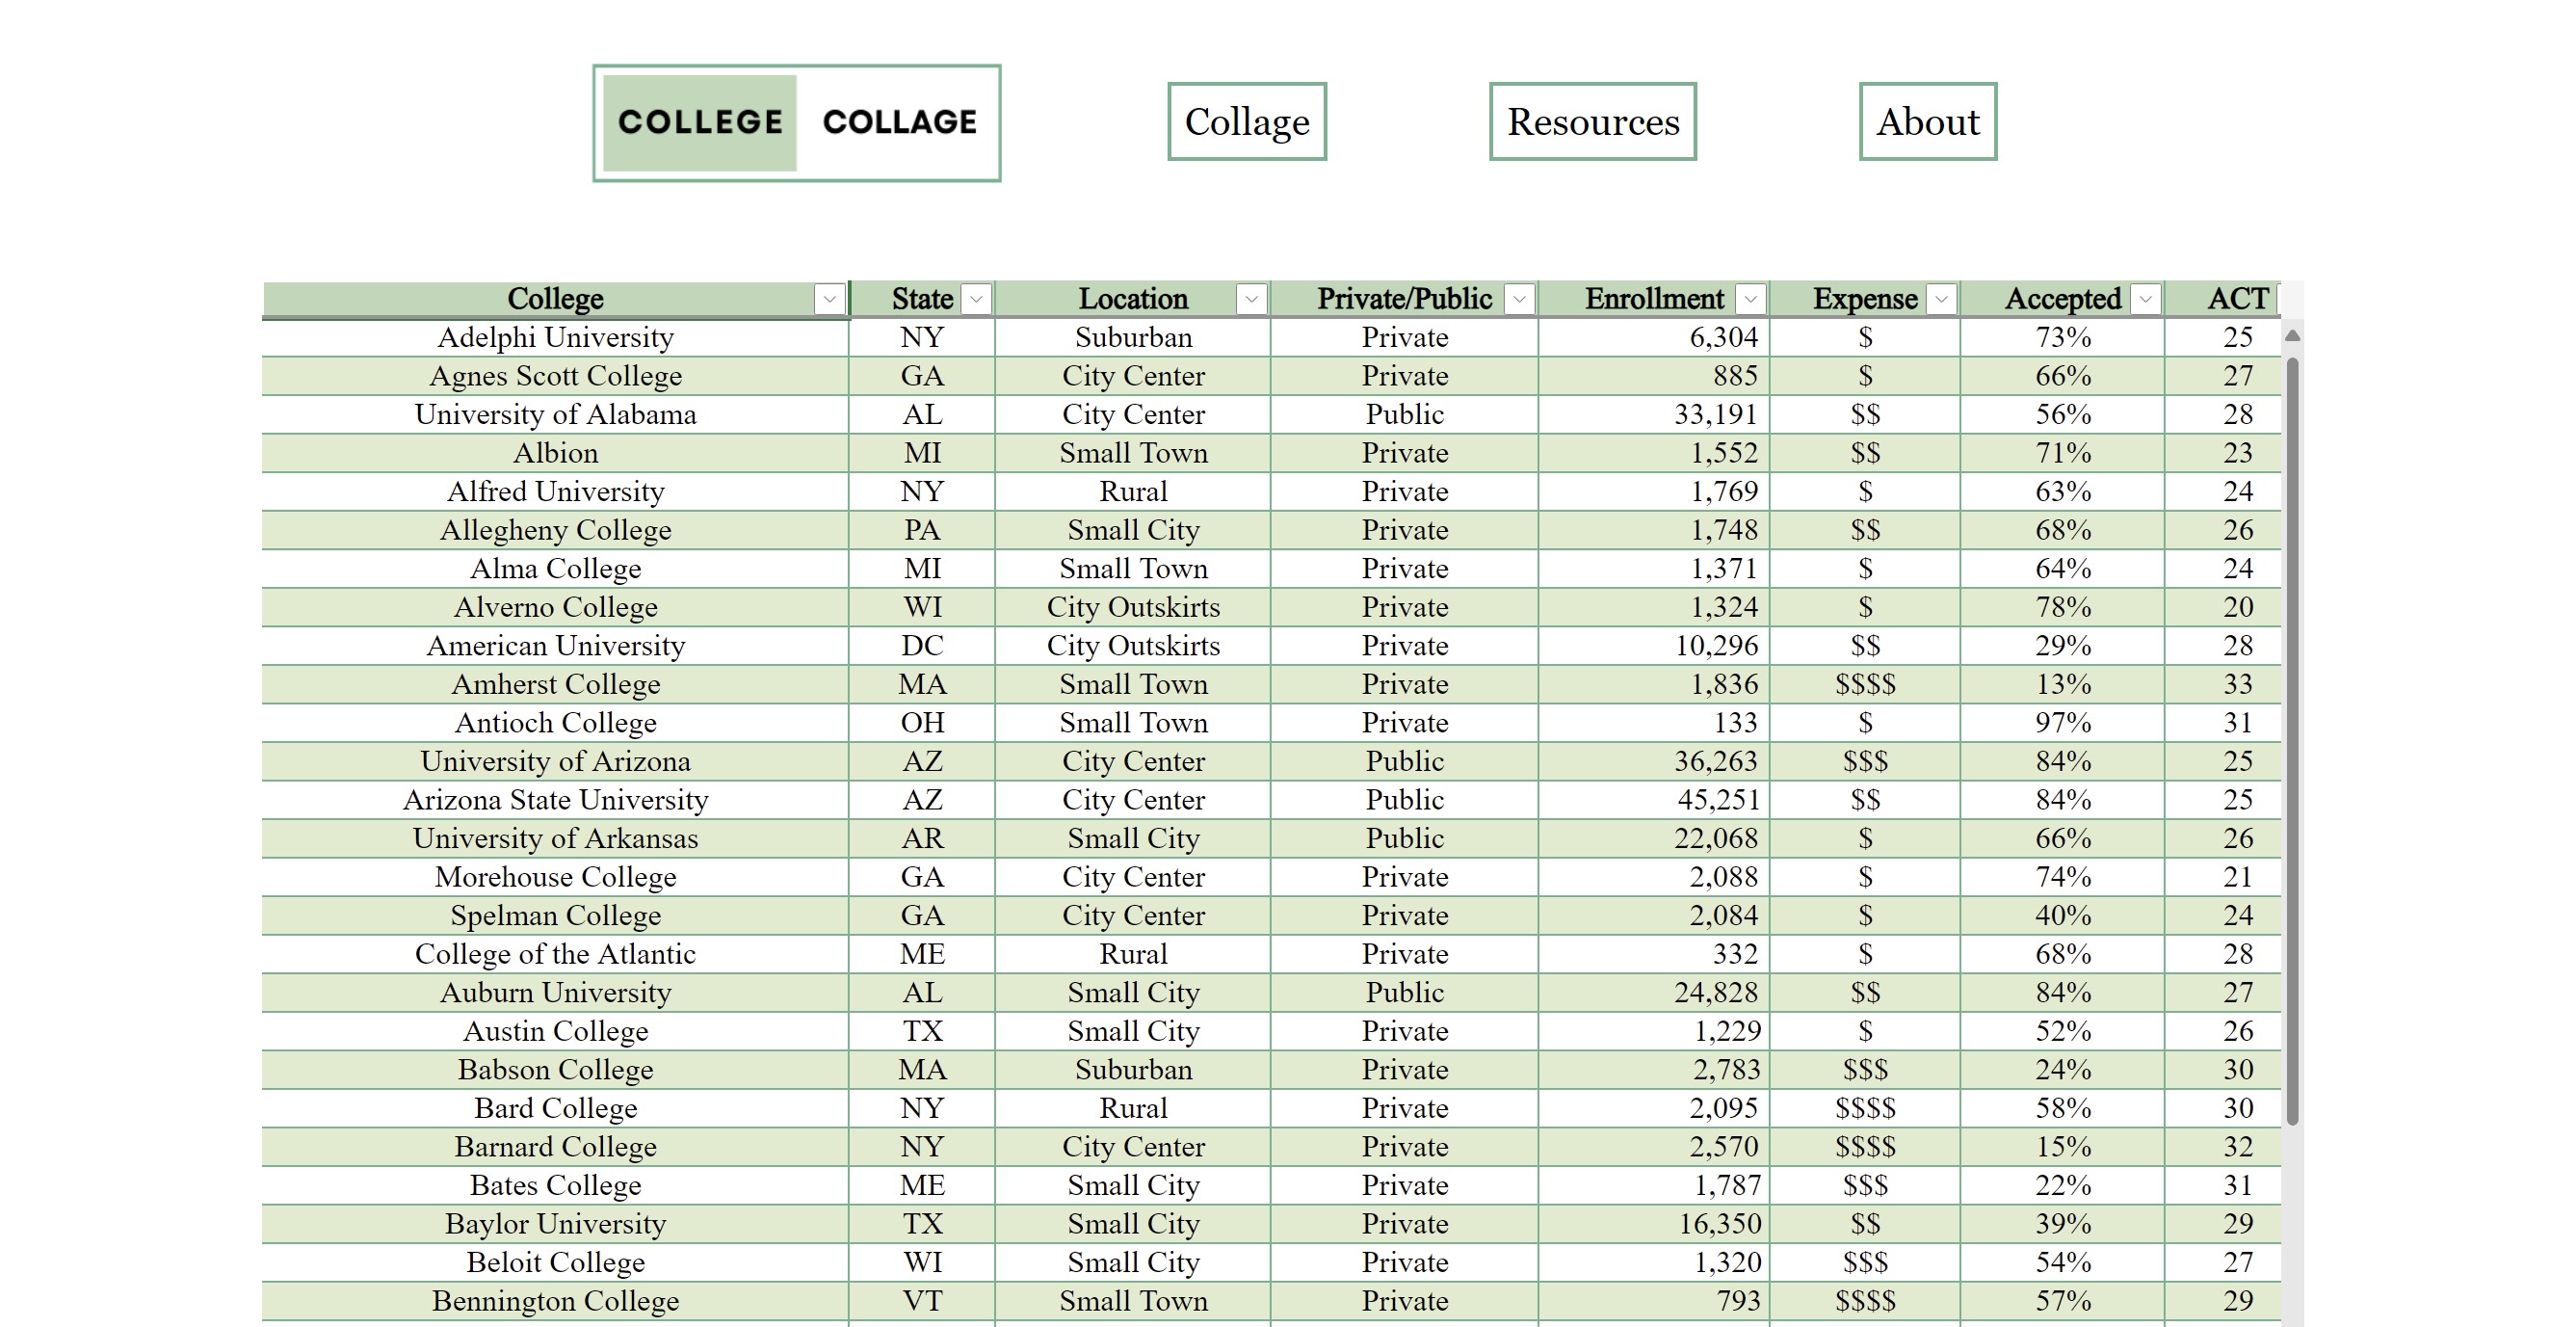 COLLEGE COLLAGE Collage Resources About
College State Location Private/Public Enrollment Expense Accepted ACT
Adelphi University NY Suburban Private 6,304 $ 73% 25
Agnes Scott College GA City Center Private 885 $ 66% 27
University of Alabama AL City Center Public 33,191 $$ 56% 28
Albion MI Small Town Private 1,552 $$ 71% 23
Alfred University NY Rural Private 1,769 $ 63% 24
Allegheny College PA Small City Private 1,748 $$ 68% 26
Alma College MI Small Town Private 1,371 $ 64% 24
Alverno College WI City Outskirts Private 1,324 $ 78% 20
American University DC City Outskirts Private 10,296 $$ 29% 28
Amherst College MA Small Town Private 1,836 $$$$ 13% 33
Antioch College OH Small Town Private 133 $ 97% 31
University of Arizona AZ City Center Public 36,263 $$$ 84% 25
Arizona State University AZ City Center Public 45,251 $$ 84% 25
University of Arkansas AR Small City Public 22,068 $ 66% 26
Morehouse College GA City Center Private 2,088 $ 74% 21
Spelman College GA City Center Private 2,084 $ 40% 24
College of the Atlantic ME Rural Private 332 $ 68% 28
Auburn University AL Small City Public 24,828 $$ 84% 27
Austin College TX Small City Private 1,229 $ 52% 26
Babson College MA Suburban Private 2,783 $$$ 24% 30
Bard College NY Rural Private 2,095 $$$$ 58% 30
Barnard College NY City Center Private 2,570 $$$$ 15% 32
Bates College ME Small City Private 1,787 $$$ 22% 31
Baylor University TX Small City Private 16,350 $$ 39% 29
Beloit College WI Small City Private 1,320 $$$ 54% 27
Bennington College VT Small Town Private 793 $$$$ 57% 29